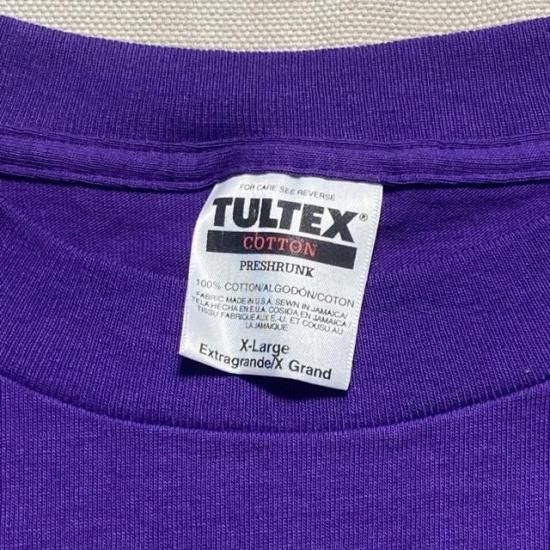 FOR CARE SEE REVERSE
TULTEX®
COTTON
PRESHRUNK
100% COTTON/ALGODÓN/COTON
FABRIC MADE IN U.S.A. SEWN IN JAMAICA/
TELA HECHA EN E.U.A. COSIDA EN JAMAICA/
TISSU FABRIQUE AUX E.-U. ET COUSU AU
LA JAMAIQUE
X-Large
Extragrande/X Grand